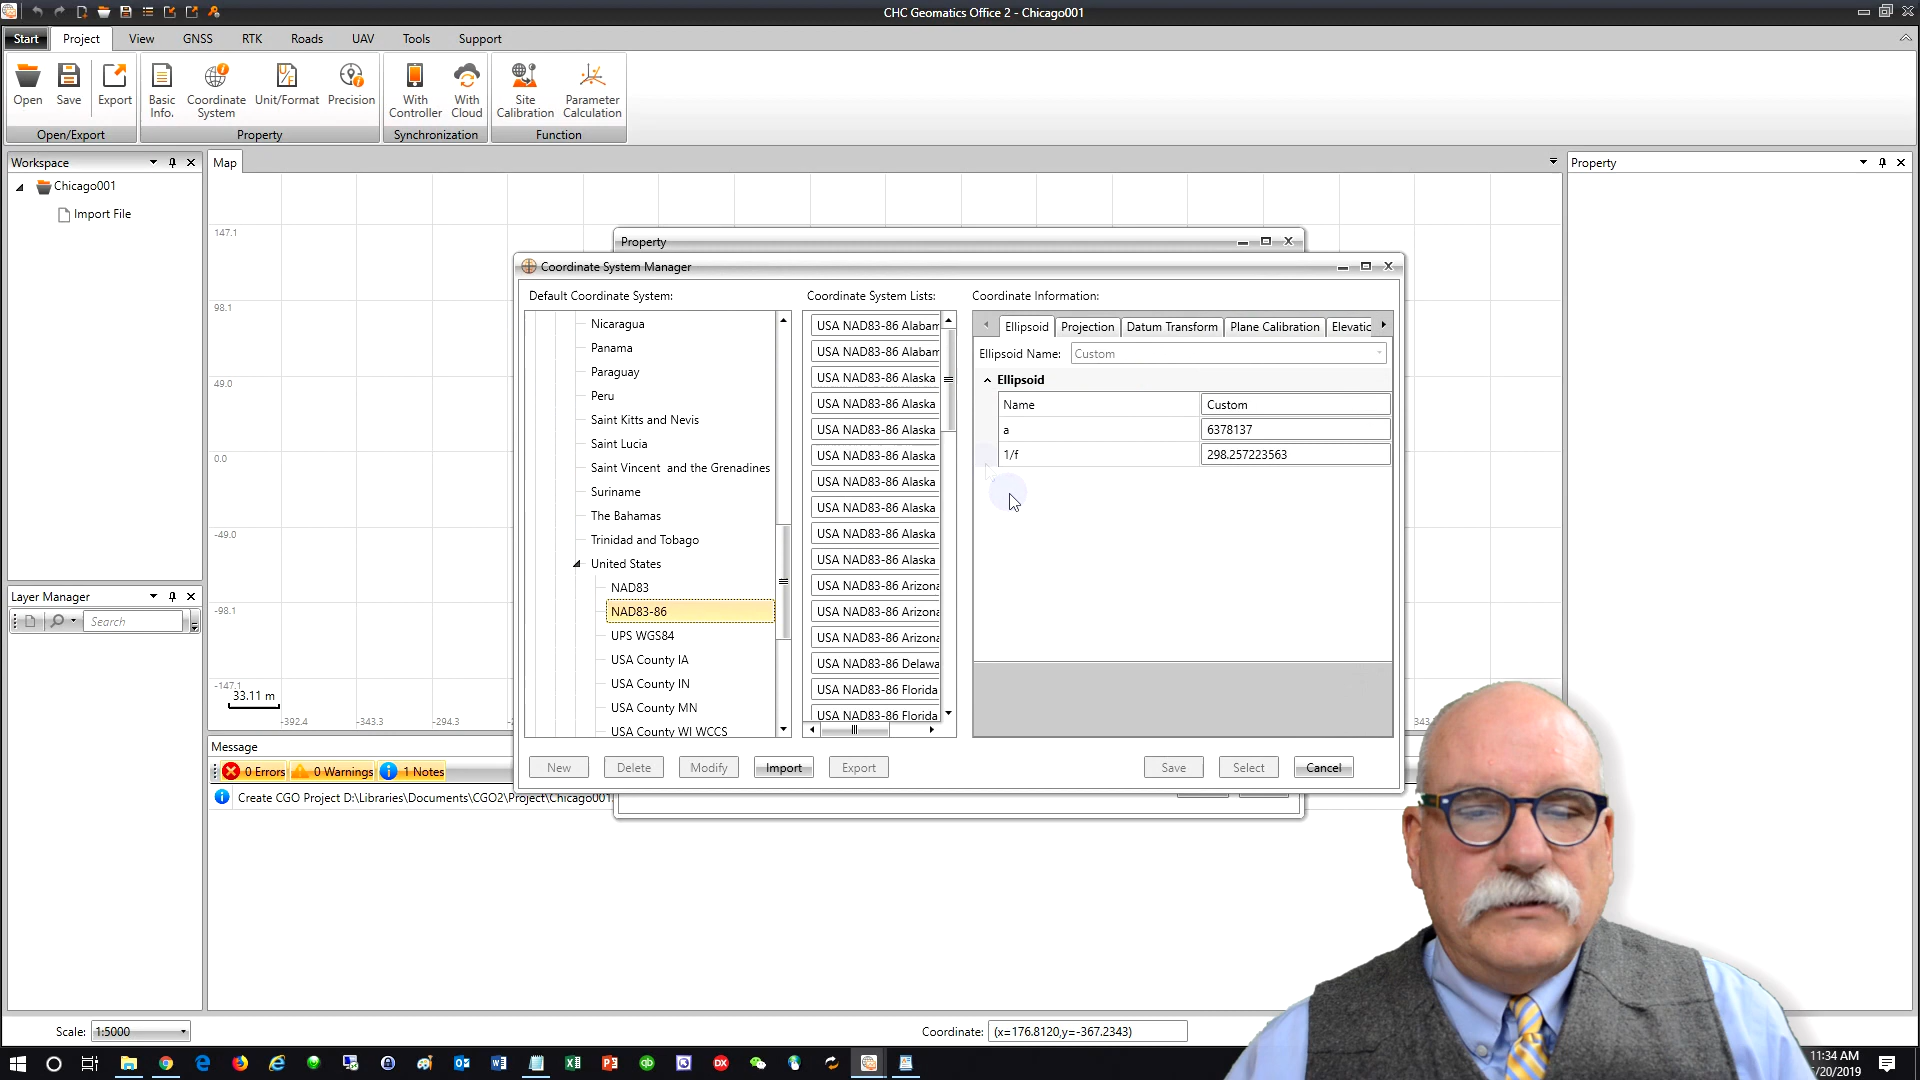 CHC Geomatics Office 2 - Chicago001
Start Project View GNSS RTK Roads UAV Tools Support
Open Save Export Basic Info. Coordinate System Unit/Format Precision With Controller With Cloud Site Calibration Parameter Calculation
Open/Export Property Synchronization Function
Workspace
Map
Property
Chicago001
Import File
147.1
98.1
49.0
0.0
-49.0
-98.1
-147.1
33.11 m
-392.4 -343.3 -294.3
Property
Coordinate System Manager
Default Coordinate System: Coordinate System Lists: Coordinate Information:
Nicaragua
Panama
Paraguay
Peru
Saint Kitts and Nevis
Saint Lucia
Saint Vincent and the Grenadines
Suriname
The Bahamas
Trinidad and Tobago
United States
NAD83
NAD83-86
UPS WGS84
USA County IA
USA County IN
USA County MN
USA County WI WCCS
USA NAD83-86 Alabam
USA NAD83-86 Alabam
USA NAD83-86 Alaska
USA NAD83-86 Alaska
USA NAD83-86 Alaska
USA NAD83-86 Alaska
USA NAD83-86 Alaska
USA NAD83-86 Alaska
USA NAD83-86 Alaska
USA NAD83-86 Alaska
USA NAD83-86 Arizona
USA NAD83-86 Arizona
USA NAD83-86 Arizona
USA NAD83-86 Delawa
USA NAD83-86 Florida
USA NAD83-86 Florida
Ellipsoid Projection Datum Transform Plane Calibration Elevatic
Ellipsoid Name: Custom
Ellipsoid
Name Custom
a 6378137
1/f 298.257223563
New Delete Modify Import Export Save Select Cancel
Layer Manager
Search
Message
0 Errors 0 Warnings 1 Notes
Create CGO Project D:\Libraries\Documents\CGO2\Project\Chicago001.
Scale: 1:5000
Coordinate: (x=176.8120,y=-367.2343)
11:34 AM
/20/2019